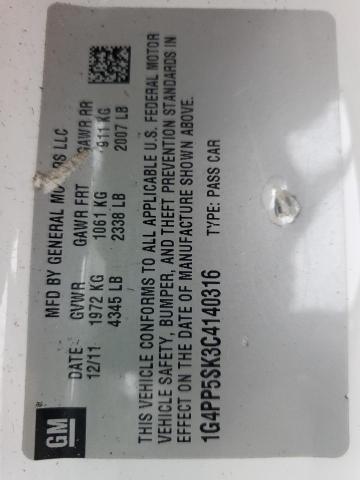 GM
MFD BY GENERAL MOTORS LLC
DATE GVWR GAWR FRT GAWR RR
12/11 1972 KG 1061 KG 911 KG
4345 LB 2338 LB 2007 LB
THIS VEHICLE CONFORMS TO ALL APPLICABLE U.S. FEDERAL MOTOR
VEHICLE SAFETY, BUMPER, AND THEFT PREVENTION STANDARDS IN
EFFECT ON THE DATE OF MANUFACTURE SHOWN ABOVE.
1G4PP5SK3C4140316 TYPE: PASS CAR